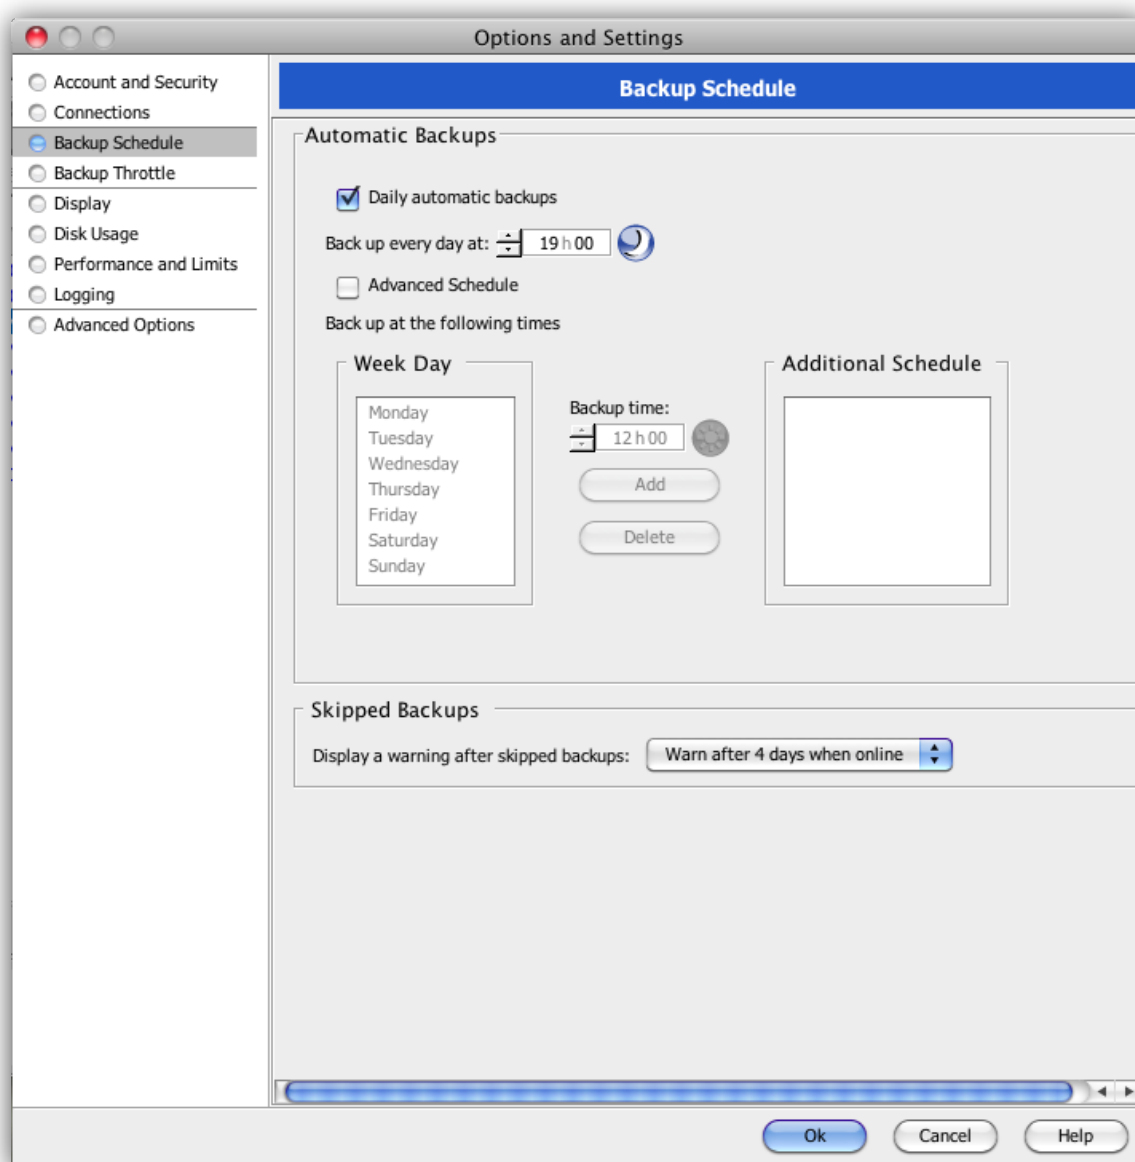 Options and Settings
Account and Security
Connections
Backup Schedule
Backup Throttle
Display
Disk Usage
Performance and Limits
Logging
Advanced Options
Backup Schedule
Automatic Backups
Daily automatic backups
Back up every day at: 19 h 00
Advanced Schedule
Back up at the following times
Week Day
Monday
Tuesday
Wednesday
Thursday
Friday
Saturday
Sunday
Backup time:
12 h 00
Add
Delete
Additional Schedule
Skipped Backups
Display a warning after skipped backups: Warn after 4 days when online
Ok Cancel Help